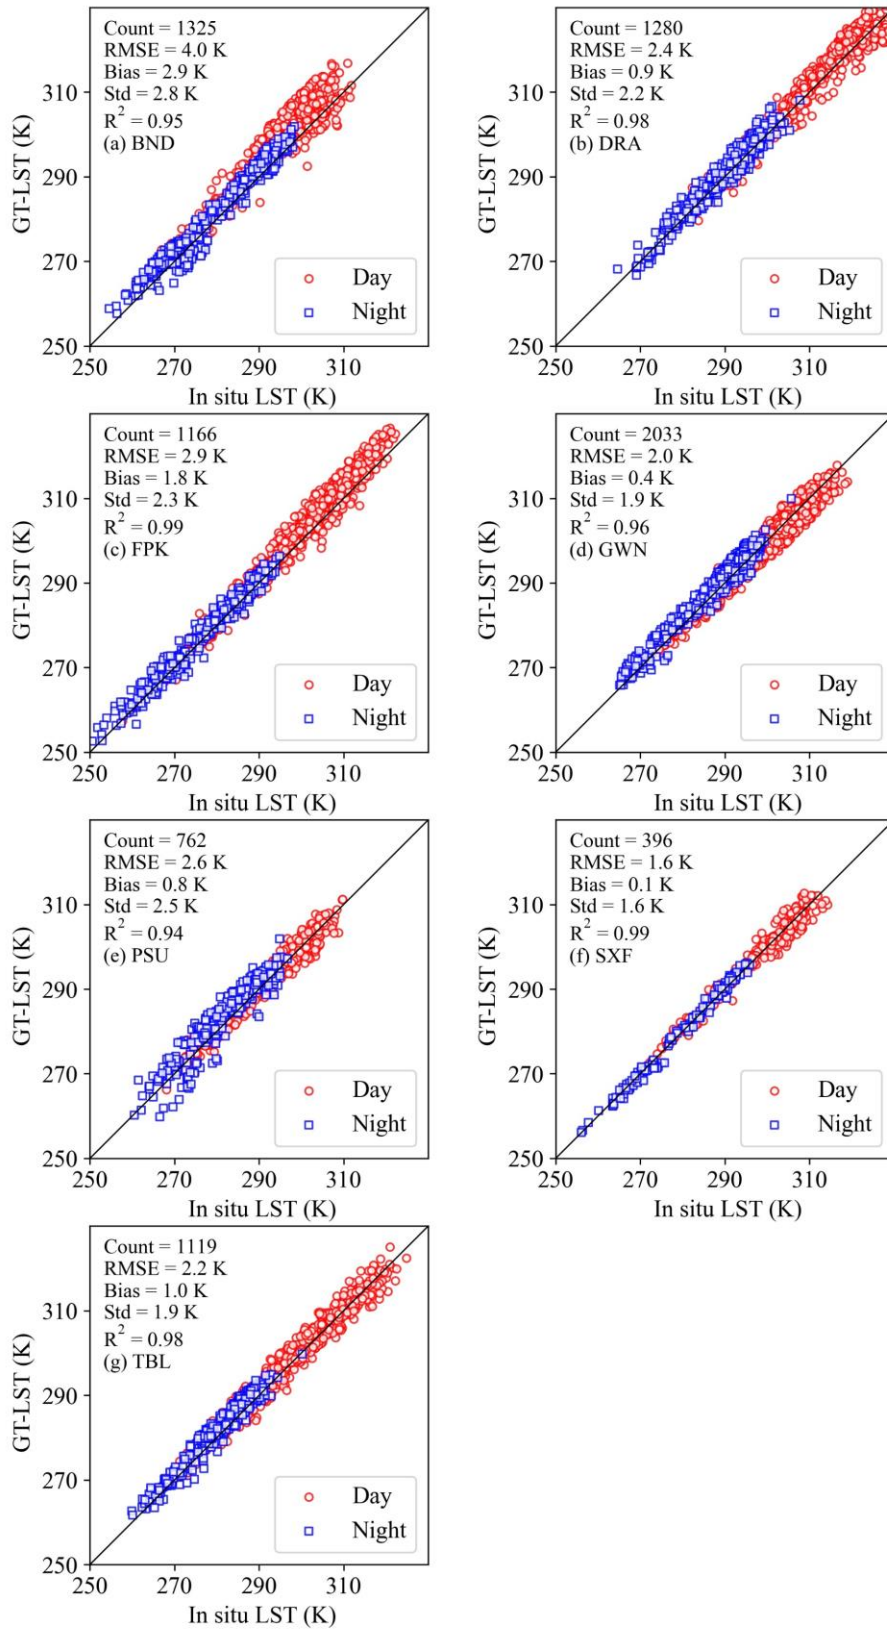 Count = 1325
RMSE = 4.0 K
Bias = 2.9 K
Std = 2.8 K
R² = 0.95
(a) BND
310
290
270
250
GT-LST (K)
Day
Night
250 270 290 310
In situ LST (K)
Count = 1280
RMSE = 2.4 K
Bias = 0.9 K
Std = 2.2 K
R² = 0.98
(b) DRA
310
290
270
250
GT-LST (K)
Day
Night
250 270 290 310
In situ LST (K)
Count = 1166
RMSE = 2.9 K
Bias = 1.8 K
Std = 2.3 K
R² = 0.99
(c) FPK
310
290
270
250
GT-LST (K)
Day
Night
250 270 290 310
In situ LST (K)
Count = 2033
RMSE = 2.0 K
Bias = 0.4 K
Std = 1.9 K
R² = 0.96
(d) GWN
310
290
270
250
GT-LST (K)
Day
Night
250 270 290 310
In situ LST (K)
Count = 762
RMSE = 2.6 K
Bias = 0.8 K
Std = 2.5 K
R² = 0.94
(e) PSU
310
290
270
250
GT-LST (K)
Day
Night
250 270 290 310
In situ LST (K)
Count = 396
RMSE = 1.6 K
Bias = 0.1 K
Std = 1.6 K
R² = 0.99
(f) SXF
310
290
270
250
GT-LST (K)
Day
Night
250 270 290 310
In situ LST (K)
Count = 1119
RMSE = 2.2 K
Bias = 1.0 K
Std = 1.9 K
R² = 0.98
(g) TBL
310
290
270
250
GT-LST (K)
Day
Night
250 270 290 310
In situ LST (K)